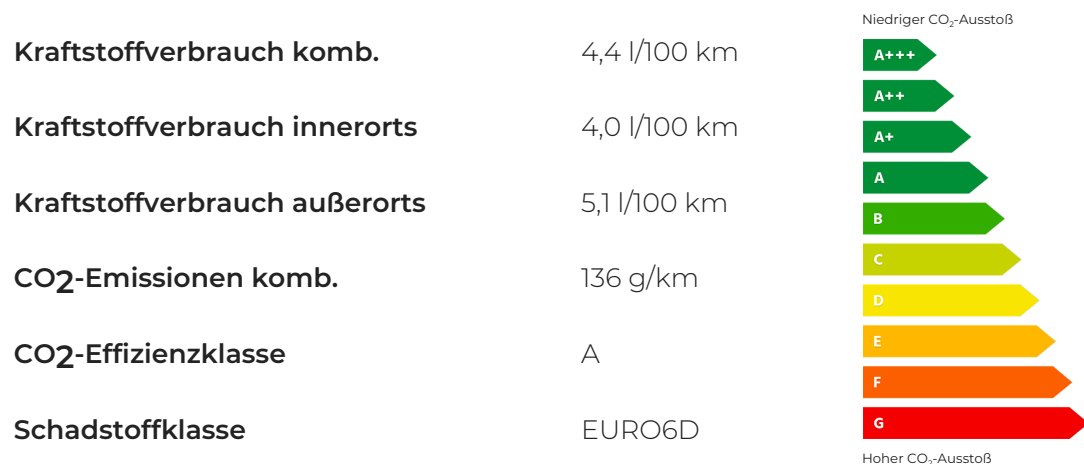 Kraftstoffverbrauch komb. 4,4 l/100 km
Kraftstoffverbrauch innerorts 4,0 l/100 km
Kraftstoffverbrauch außerorts 5,1 l/100 km
CO2-Emissionen komb. 136 g/km
CO2-Effizienzklasse A
Schadstoffklasse EURO6D
Niedriger CO₂-Ausstoß
A+++
A++
A+
A
B
C
D
E
F
G
Hoher CO₂-Ausstoß